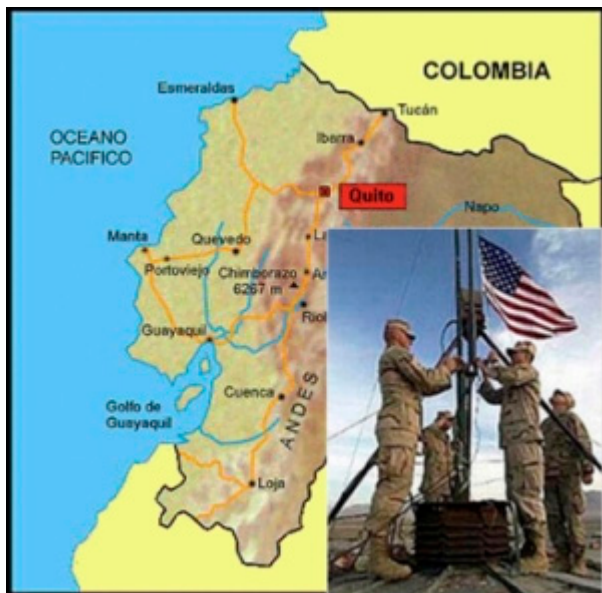 COLOMBIA
Esmeraldas
Tucán
OCEANO
PACIFICO
Ibarra
Quito
Napo
Manta
Quevedo
Portoviejo
Chimborazo
6267 m
Guayaquil
Cuenca
ANDES
Golfo de
Guayaquil
Loja